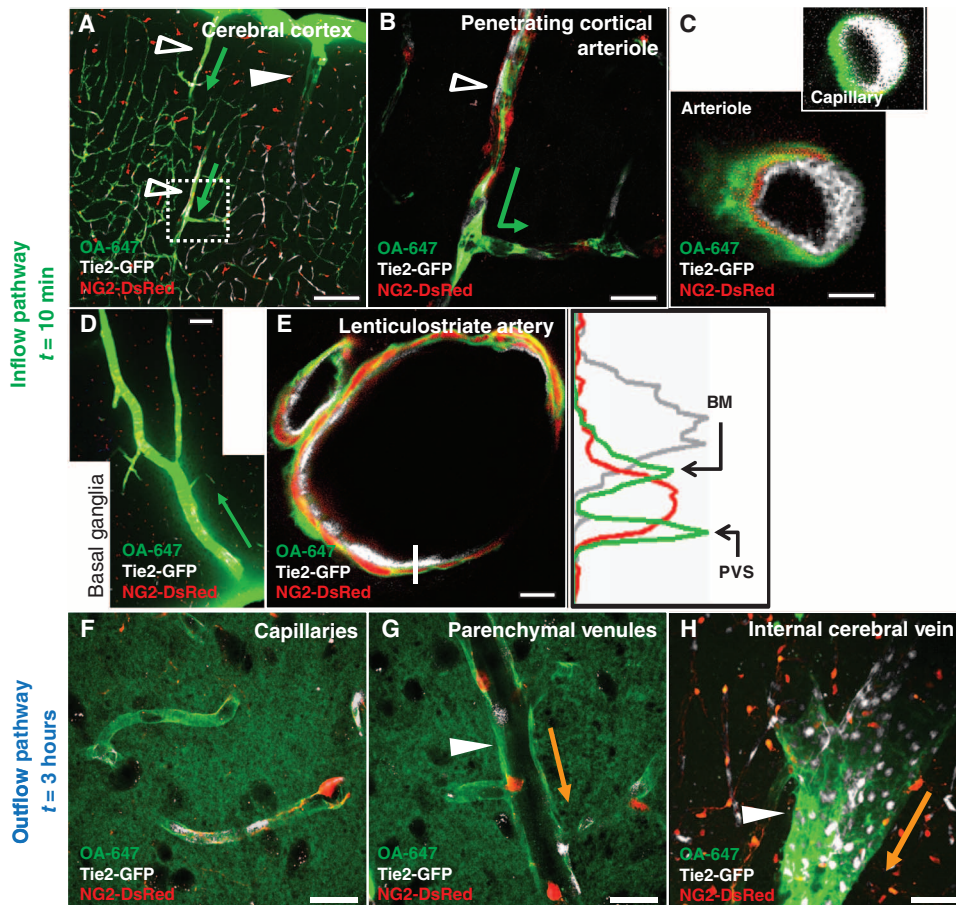 A
Cerebral cortex
OA-647
Tie2-GFP
NG2-DsRed
B
Penetrating cortical
arteriole
OA-647
Tie2-GFP
NG2-DsRed
C
Capillary
Arteriole
OA-647
Tie2-GFP
NG2-DsRed
Inflow pathway
t = 10 min
D
Basal ganglia
OA-647
Tie2-GFP
NG2-DsRed
E
Lenticulostriate artery
OA-647
Tie2-GFP
NG2-DsRed
BM
PVS
Outflow pathway
t = 3 hours
F
Capillaries
OA-647
Tie2-GFP
NG2-DsRed
G
Parenchymal venules
OA-647
Tie2-GFP
NG2-DsRed
H
Internal cerebral vein
OA-647
Tie2-GFP
NG2-DsRed